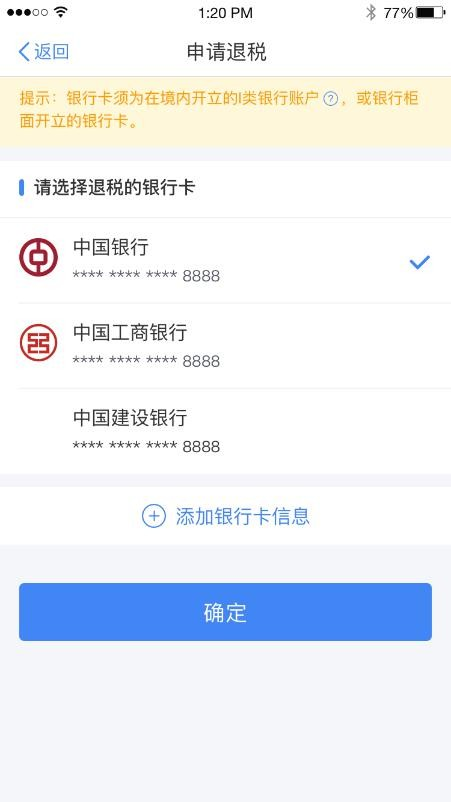 1:20 PM
77%
返回
申请退税
提示：银行卡须为在境内开立的I类银行账户?，或银行柜
面开立的银行卡。
请选择退税的银行卡
中国银行
**** **** **** 8888
中国工商银行
**** **** **** 8888
中国建设银行
**** **** **** 8888
添加银行卡信息
确定